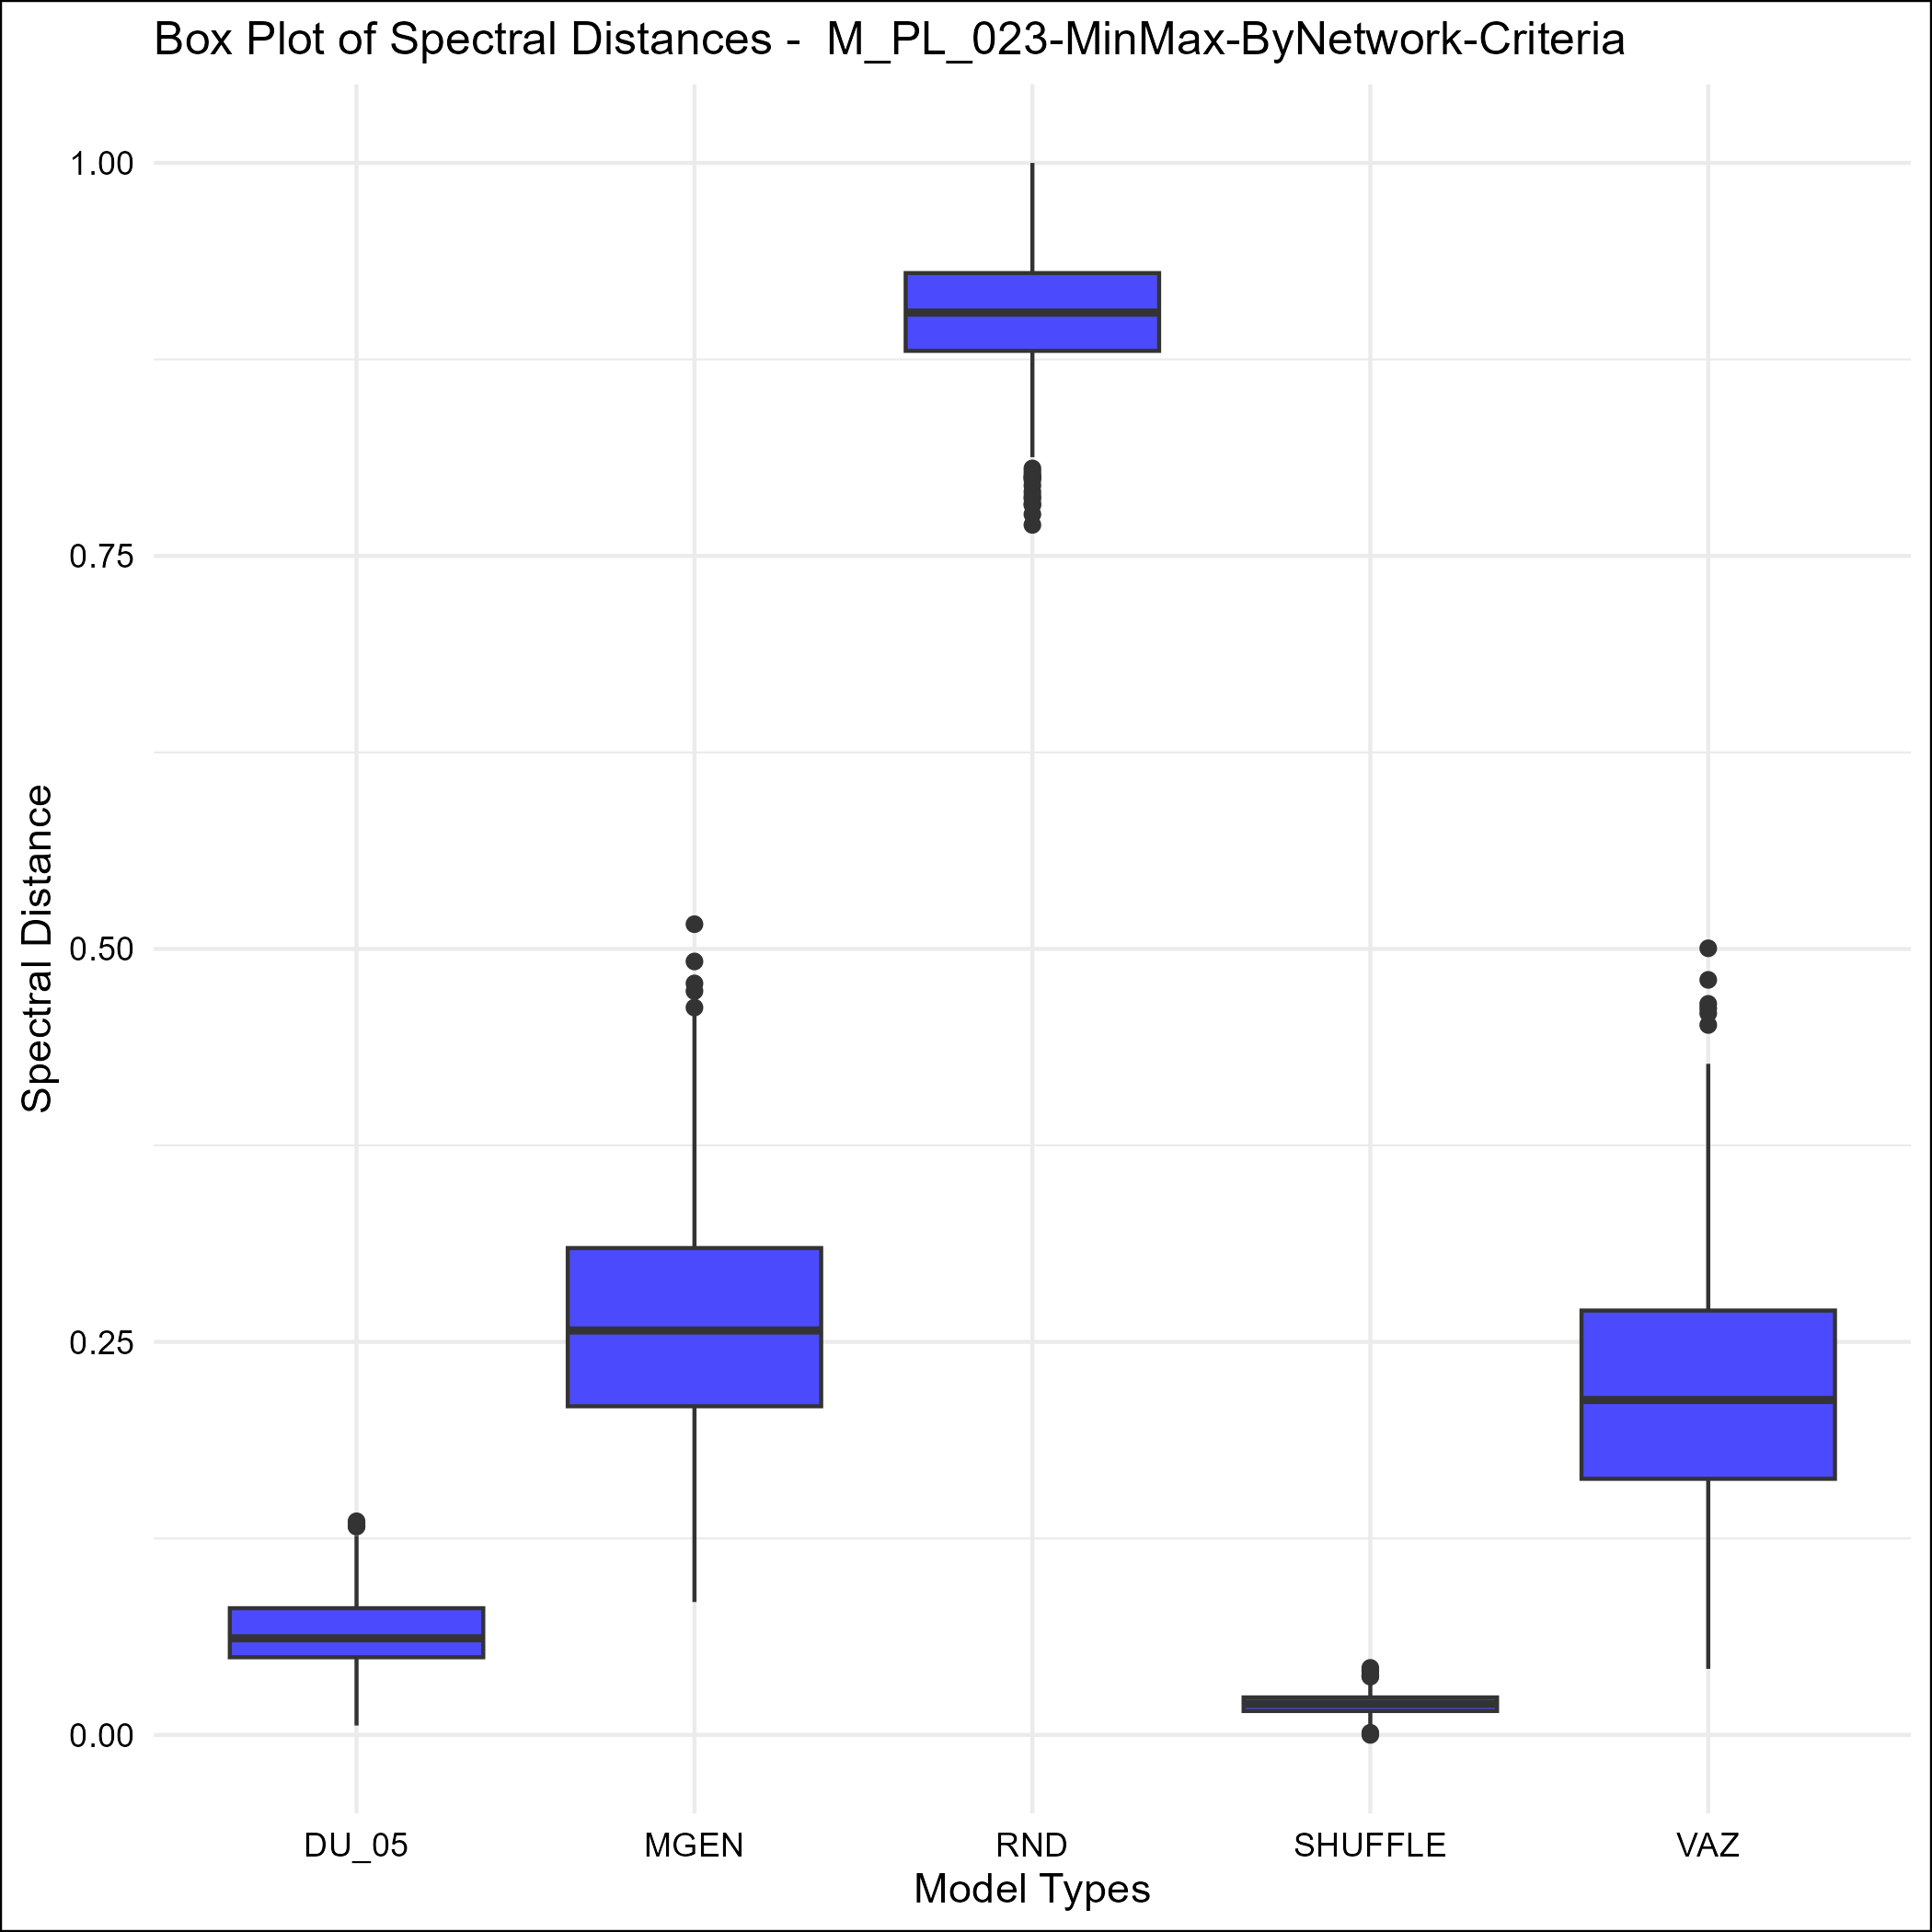 Box Plot of Spectral Distances -  M_PL_023-MinMax-ByNetwork-Criteria
Spectral Distance
1.00
0.75
0.50
0.25
0.00
DU_05 MGEN RND SHUFFLE VAZ
Model Types